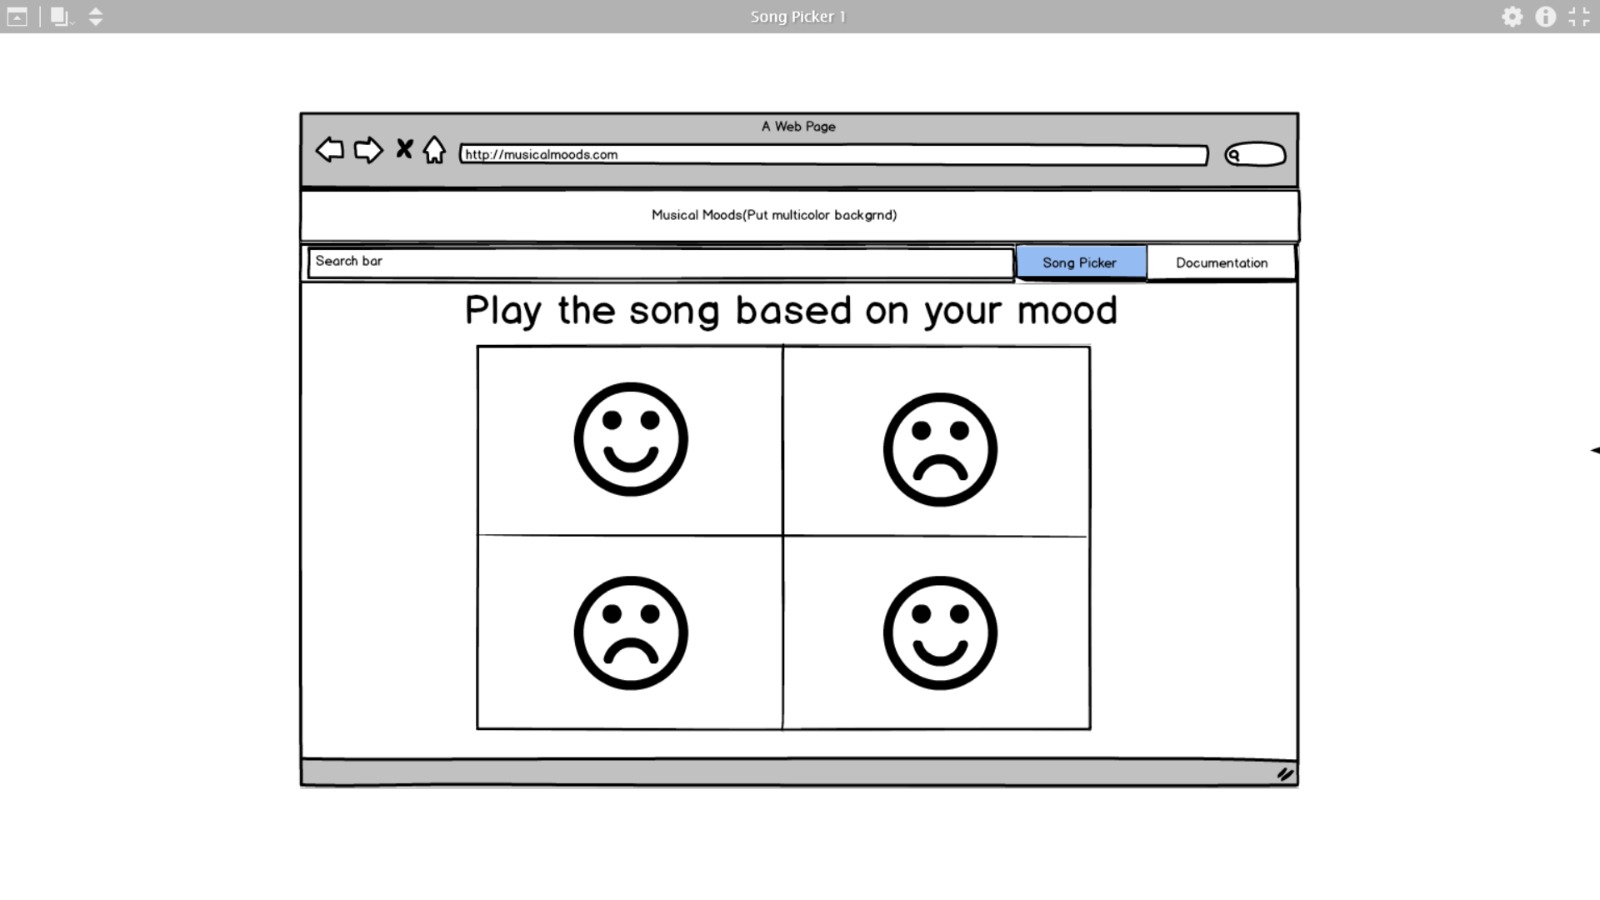 Song Picker 1
A Web Page
http://musicalmoods.com
Musical Moods(Put multicolor backgrnd)
Search bar
Song Picker
Documentation
Play the song based on your mood